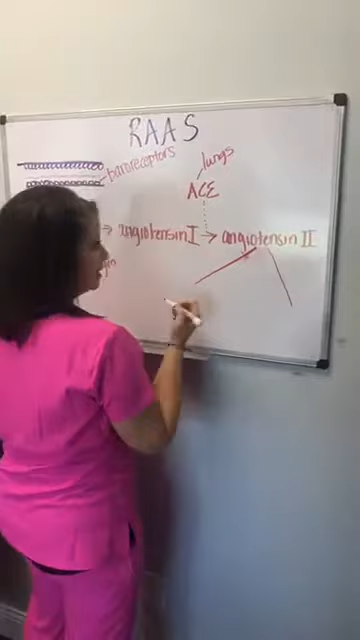 RAAS
baroreceptors
lungs
ACE
→ angiotensin I → angiotensin II